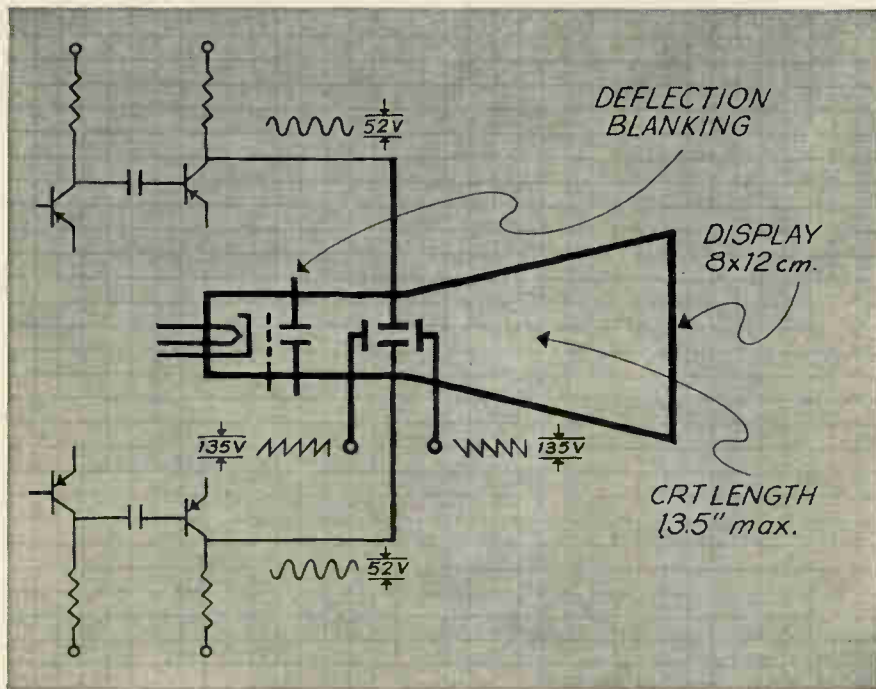 DEFLECTION
BLANKING
52V
DISPLAY
8x12 cm.
135V
135V
CRT LENGTH
13.5" max.
52V